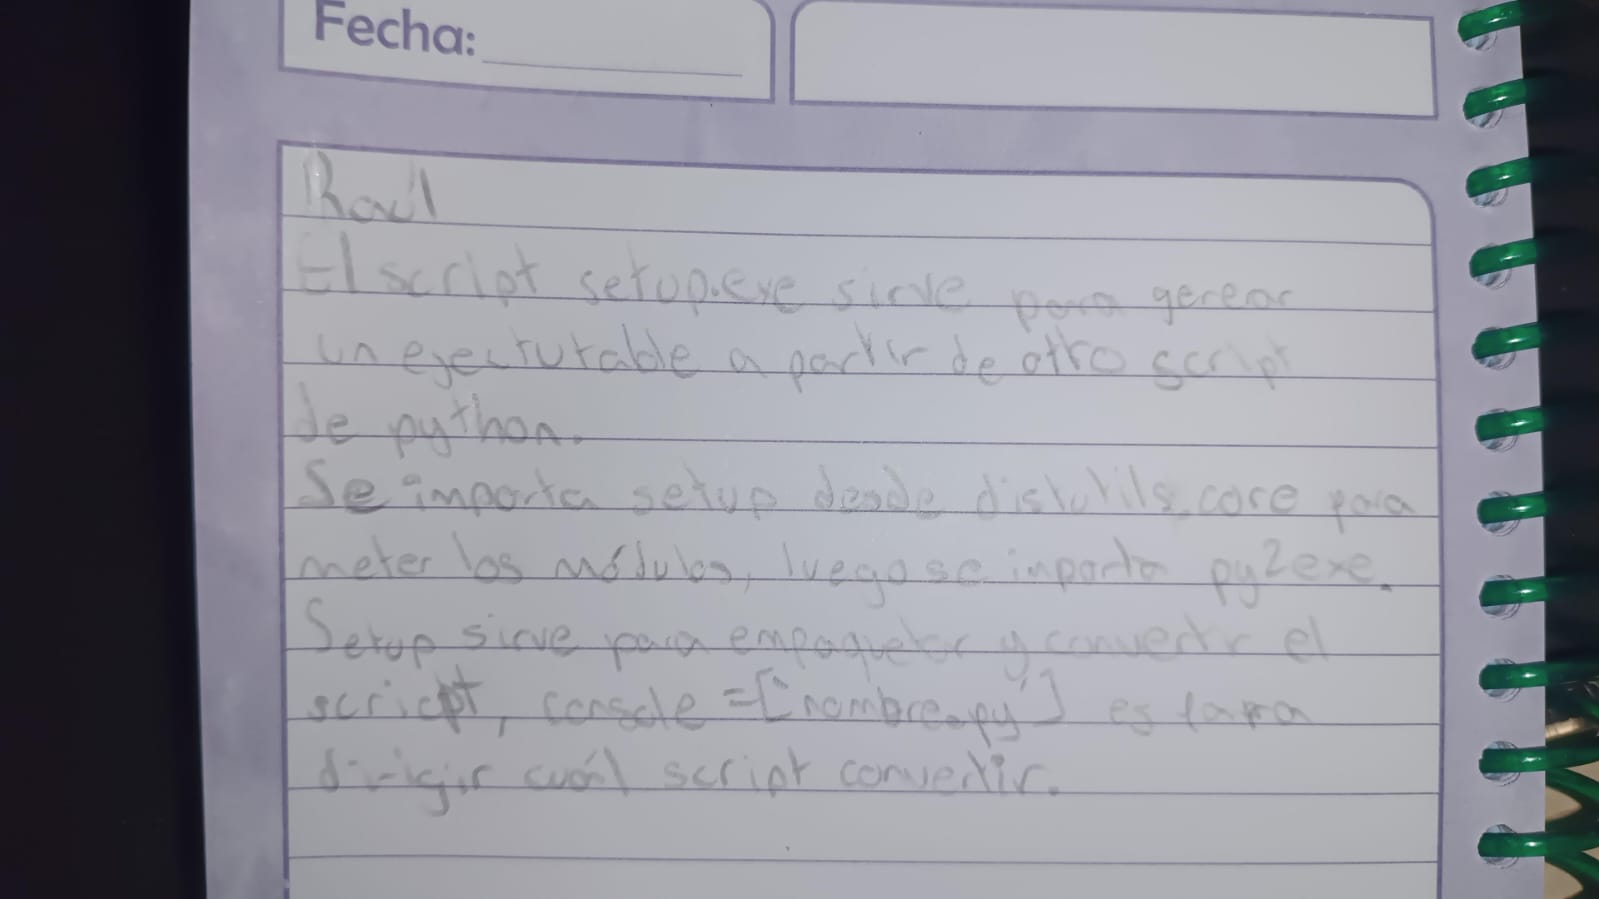 Fecha:
Raúl
El script setup.exe sirve para gerear
un ejecturable a partir de otro script
de python.
Se importa setup desde distutils.core para
meter los módulos, luego se importa py2exe.
Setup sirve para empaquetar y convertir el
script, console =['nombre.py'] es para
dirigir cuál script convertir.